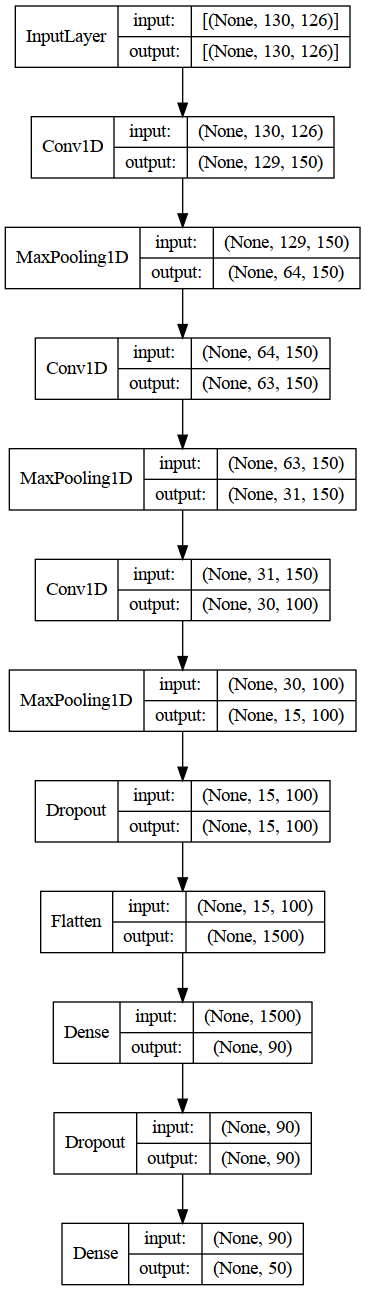 InputLayer
input: [(None, 130, 126)]
output: [(None, 130, 126)]
Conv1D
input: (None, 130, 126)
output: (None, 129, 150)
MaxPooling1D
input: (None, 129, 150)
output: (None, 64, 150)
Conv1D
input: (None, 64, 150)
output: (None, 63, 150)
MaxPooling1D
input: (None, 63, 150)
output: (None, 31, 150)
Conv1D
input: (None, 31, 150)
output: (None, 30, 100)
MaxPooling1D
input: (None, 30, 100)
output: (None, 15, 100)
Dropout
input: (None, 15, 100)
output: (None, 15, 100)
Flatten
input: (None, 15, 100)
output: (None, 1500)
Dense
input: (None, 1500)
output: (None, 90)
Dropout
input: (None, 90)
output: (None, 90)
Dense
input: (None, 90)
output: (None, 50)